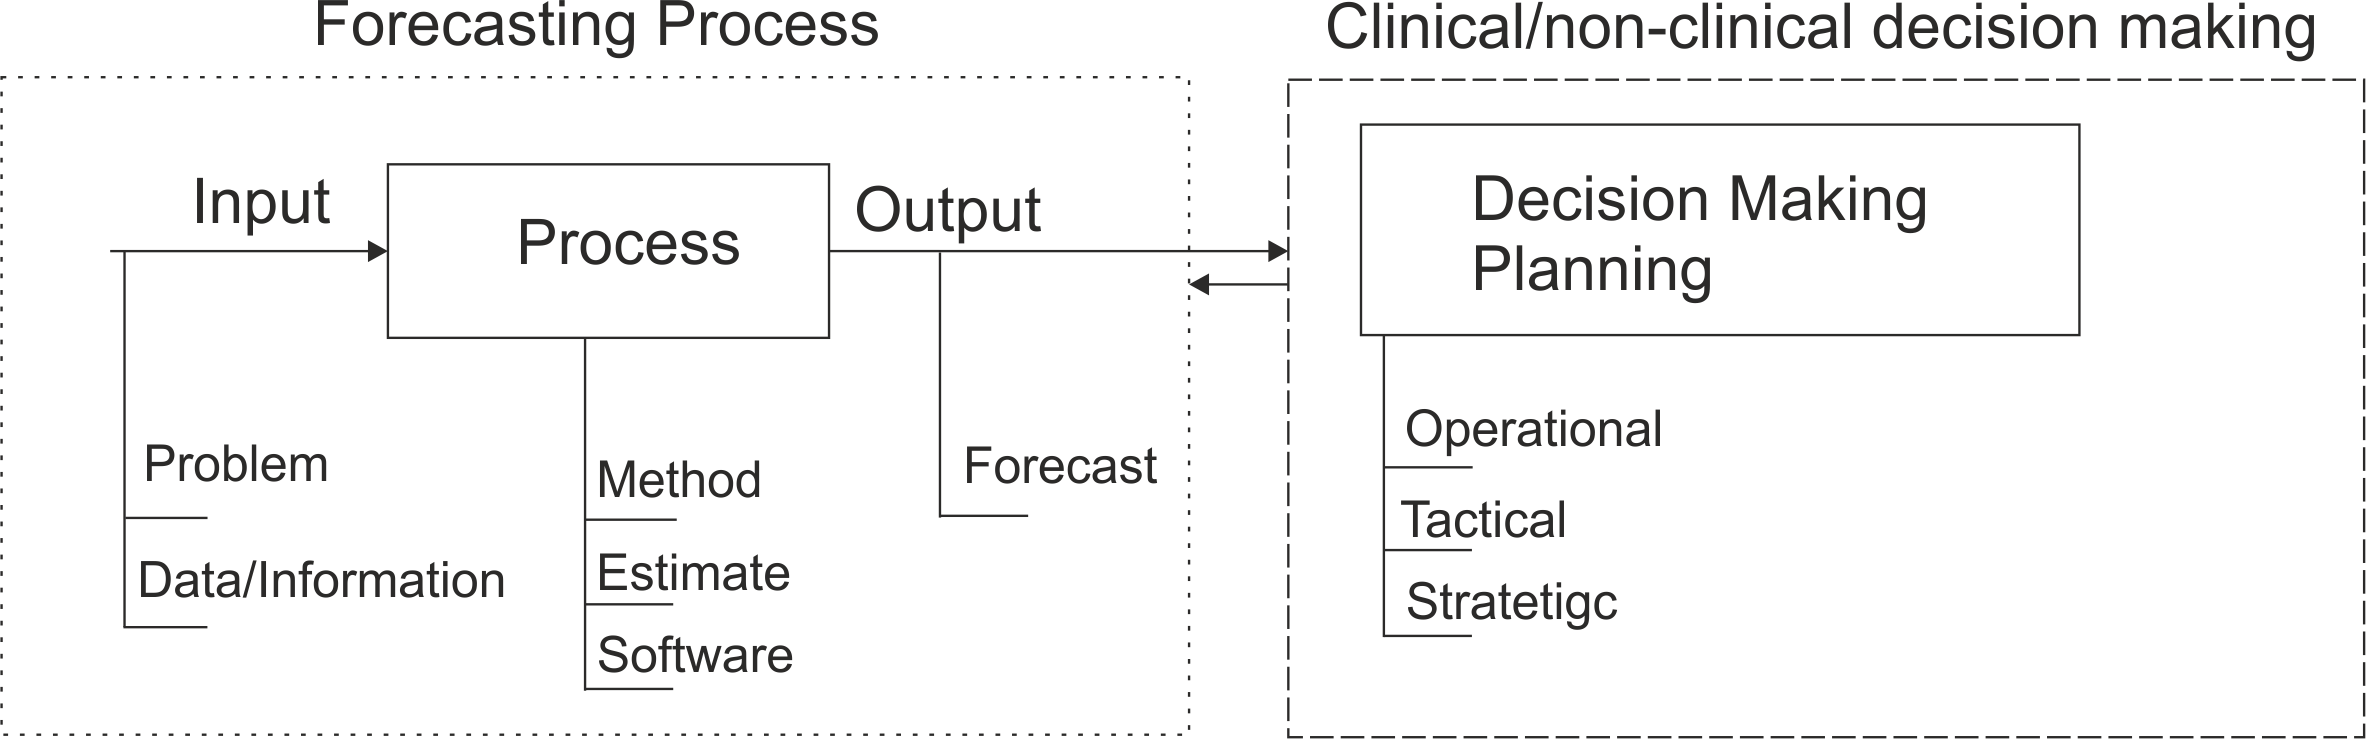 Forecasting Process
Clinical/non-clinical decision making
Input
Process
Output
Decision Making
Planning
Problem
Data/Information
Method
Estimate
Software
Forecast
Operational
Tactical
Stratetigc